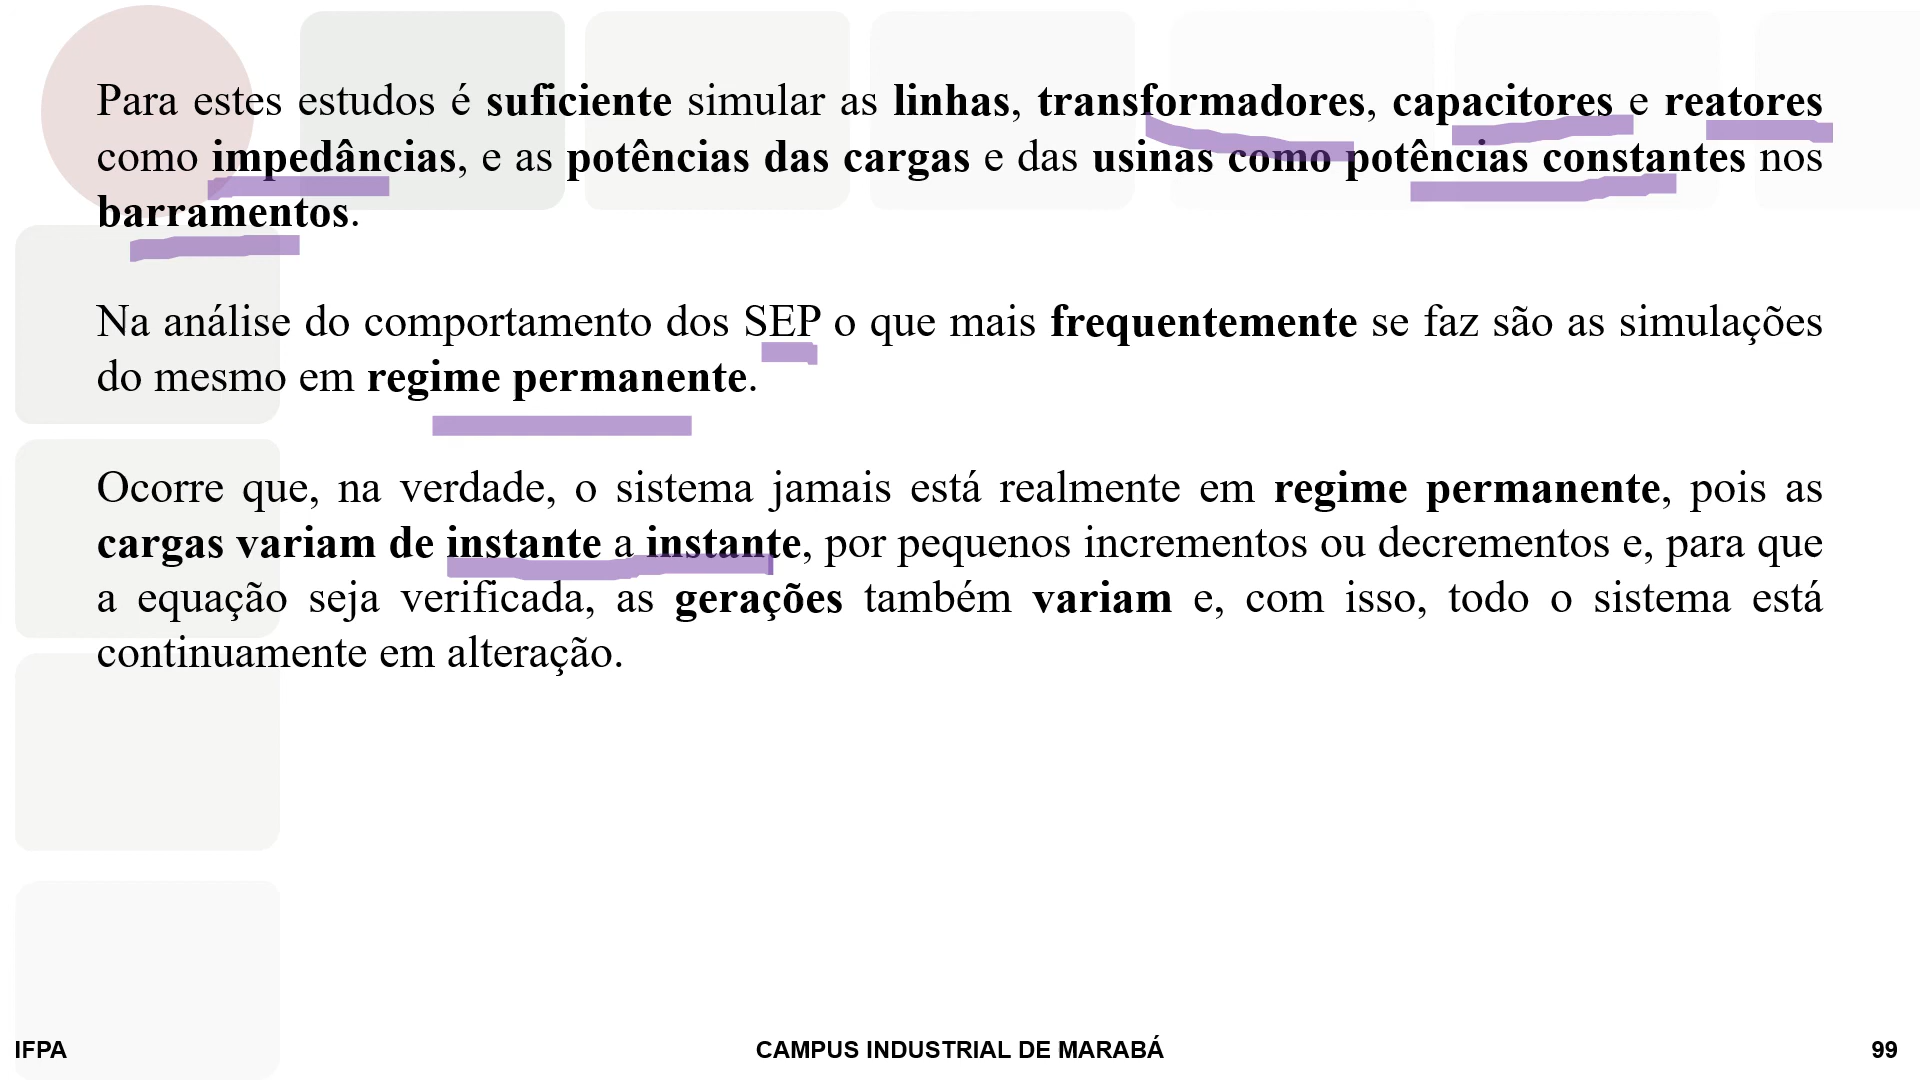 Para estes estudos é suficiente simular as linhas, transformadores, capacitores e reatores
como impedâncias, e as potências das cargas e das usinas como potências constantes nos
barramentos.
Na análise do comportamento dos SEP o que mais frequentemente se faz são as simulações
do mesmo em regime permanente.
Ocorre que, na verdade, o sistema jamais está realmente em regime permanente, pois as
cargas variam de instante a instante, por pequenos incrementos ou decrementos e, para que
a equação seja verificada, as gerações também variam e, com isso, todo o sistema está
continuamente em alteração.
IFPA
CAMPUS INDUSTRIAL DE MARABÁ
99